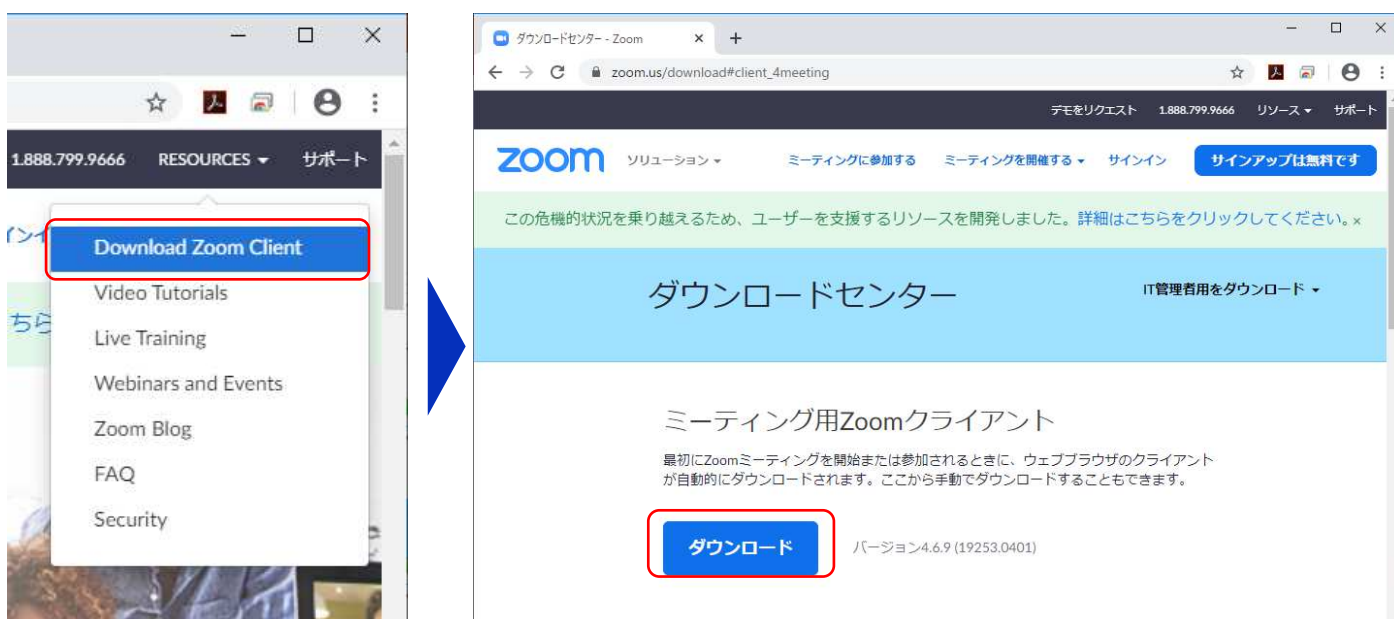 1.888.799.9666 RESOURCES サポート
Download Zoom Client
ちら
Video Tutorials
Live Training
Webinars and Events
Zoom Blog
FAQ
Security
ダウンロードセンター - Zoom
zoom.us/download#client_4meeting
デモをリクエスト 1.888.799.9666 リソース サポート
zoom ソリューション ミーティングに参加する ミーティングを開催する サインイン サインアップは無料です
この危機的状況を乗り越えるため、ユーザーを支援するリソースを開発しました。詳細はこちらをクリックしてください。×
ダウンロードセンター IT管理者用をダウンロード
ミーティング用Zoomクライアント
最初にZoomミーティングを開始または参加されるときに、ウェブブラウザのクライアント
が自動的にダウンロードされます。ここから手動でダウンロードすることもできます。
ダウンロード バージョン4.6.9 (19253.0401)